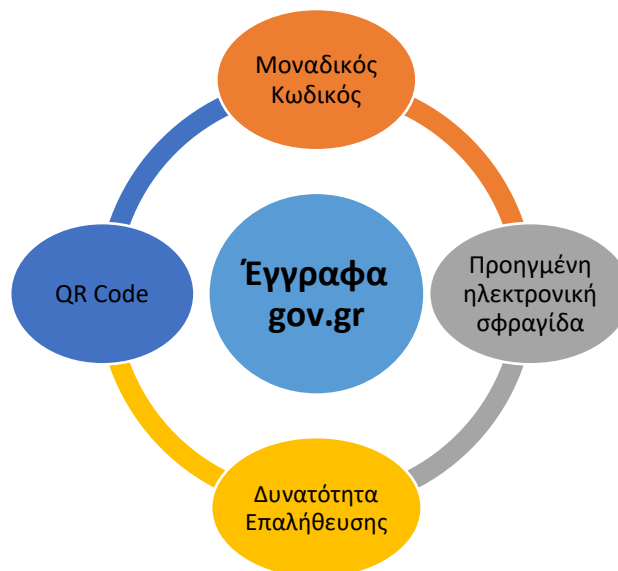 Μοναδικός
Κωδικός
QR Code
Έγγραφα
gov.gr
Προηγμένη
ηλεκτρονική
σφραγίδα
Δυνατότητα
Επαλήθευσης